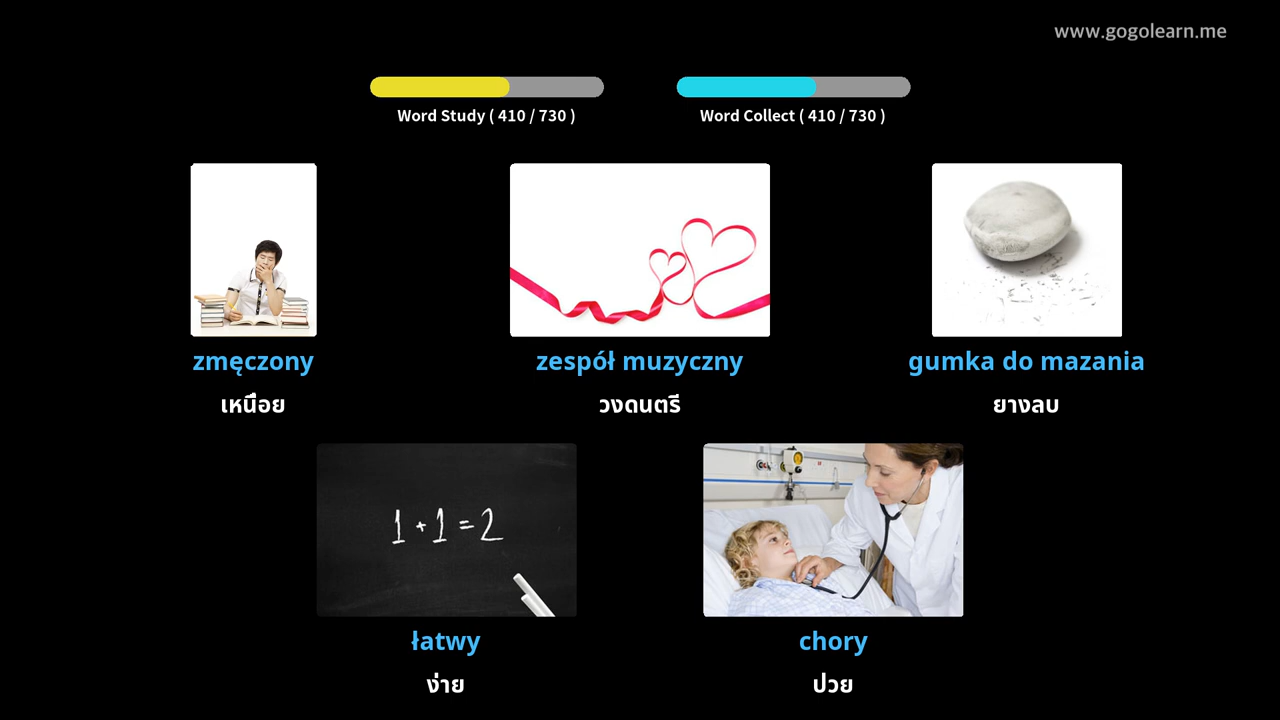 www.gogolearn.me
Word Study ( 410 / 730 )
Word Collect ( 410 / 730 )
zmęczony
zespół muzyczny
gumka do mazania
เหนื่อย
วงดนตรี
ยางลบ
1 + 1 = 2
łatwy
chory
ง่าย
ป่วย